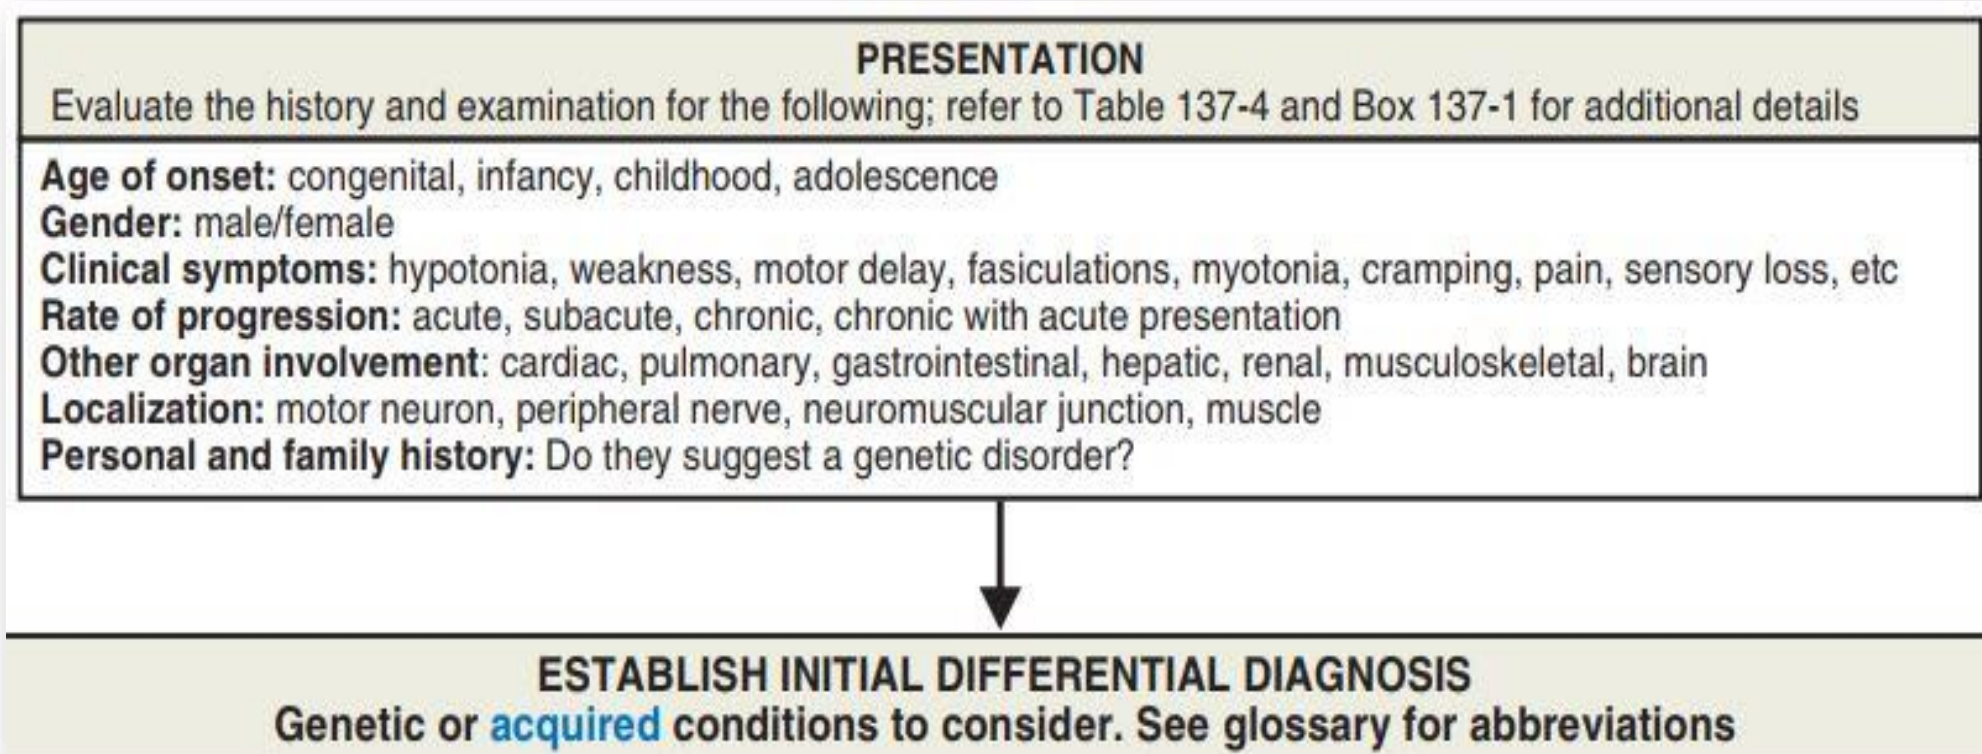 PRESENTATION
Evaluate the history and examination for the following; refer to Table 137-4 and Box 137-1 for additional details
Age of onset: congenital, infancy, childhood, adolescence
Gender: male/female
Clinical symptoms: hypotonia, weakness, motor delay, fasiculations, myotonia, cramping, pain, sensory loss, etc
Rate of progression: acute, subacute, chronic, chronic with acute presentation
Other organ involvement: cardiac, pulmonary, gastrointestinal, hepatic, renal, musculoskeletal, brain
Localization: motor neuron, peripheral nerve, neuromuscular junction, muscle
Personal and family history: Do they suggest a genetic disorder?
ESTABLISH INITIAL DIFFERENTIAL DIAGNOSIS
Genetic or acquired conditions to consider. See glossary for abbreviations